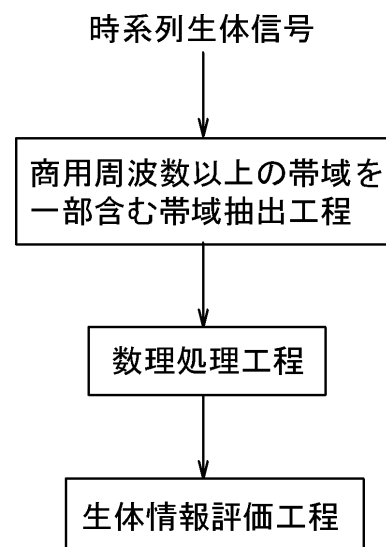 時系列生体信号
商用周波数以上の帯域を
一部含む帯域抽出工程
数理処理工程
生体情報評価工程